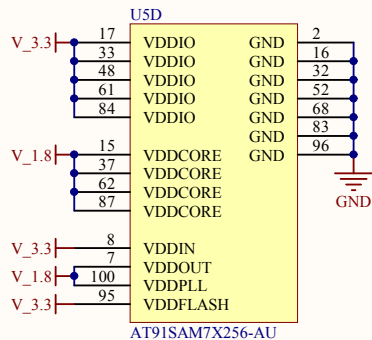 U5D
V_3.3 17 VDDIO GND 2
33 VDDIO GND 16
48 VDDIO GND 32
61 VDDIO GND 52
84 VDDIO GND 68
GND 83
V_1.8 15 VDDCORE GND 96
37 VDDCORE
62 VDDCORE
87 VDDCORE
GND
V_3.3 8 VDDIN
7 VDDOUT
V_1.8 100 VDDPLL
V_3.3 95 VDDFLASH
AT91SAM7X256-AU